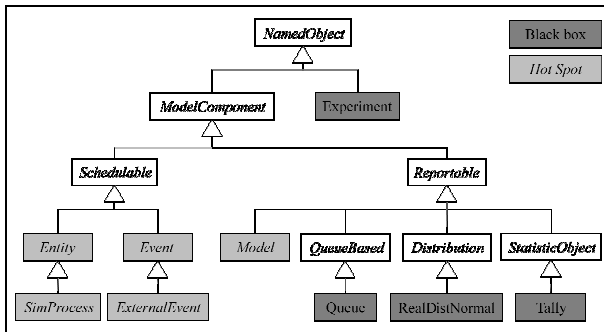 NamedObject
Black box
Hot Spot
ModelComponent
Experiment
Schedulable
Reportable
Entity
Event
Model
QueueBased
Distribution
StatisticObject
SimProcess
ExternalEvent
Queue
RealDistNormal
Tally